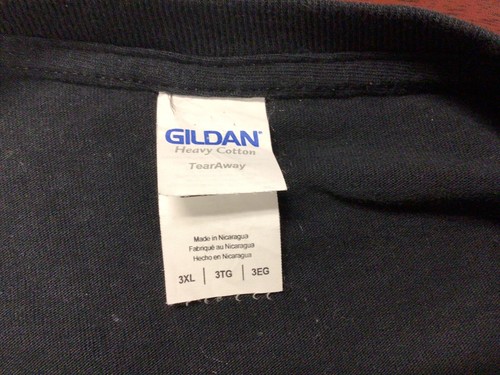 GILDAN
Heavy Cotton
TearAway
Made in Nicaragua
Fabriqué au Nicaragua
Hecho en Nicaragua
3XL | 3TG | 3EG